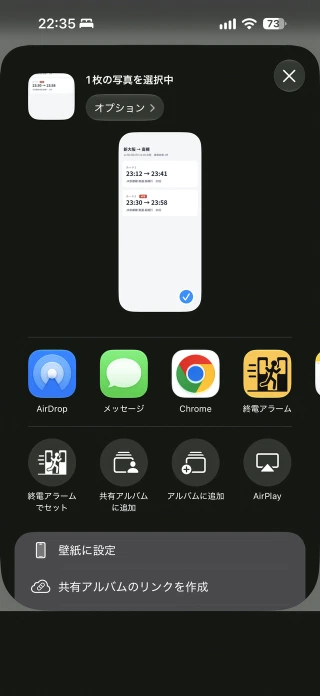 22:35
73
1枚の写真を選択中
オプション
23:12 → 23:41
23:30 → 23:58
AirDrop
メッセージ
Chrome
終電アラーム
終電アラーム
でセット
共有アルバム
に追加
アルバムに追加
AirPlay
壁紙に設定
共有アルバムのリンクを作成